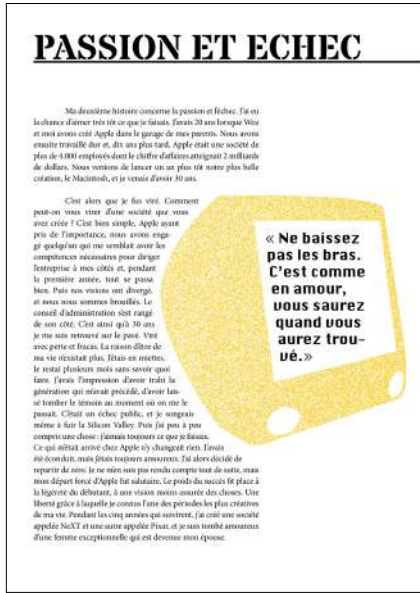 PASSION ET ECHEC
Ma deuxième histoire concerne la passion et l'échec. J'ai eu
la chance d'aimer très tôt ce que je faisais. J'avais 20 ans lorsque Woz
et moi avons créé Apple dans le garage de mes parents. Nous avons
ensuite travaillé dur et, dix ans plus tard, Apple était une société de
plus de 4.000 employés dont le chiffre d'affaires atteignait 2 milliards
de dollars. Nous venions de lancer un an plus tôt notre plus belle
création, le Macintosh, et je venais d'avoir 30 ans.
C'est alors que je fus viré. Comment
peut-on vous virer d'une société que vous
avez créée ? C'est bien simple, Apple ayant
pris de l'importance, nous avons enga-
gé quelqu'un qui me semblait avoir les
compétences nécessaires pour diriger
l'entreprise à mes côtés et, pendant
la première année, tout se passa
bien. Puis nos visions ont divergé,
et nous nous sommes brouillés. Le
conseil d'administration s'est rangé
de son côté. C'est ainsi qu'à 30 ans
je me suis retrouvé sur le pavé. Viré
avec perte et fracas. La raison d'être de
ma vie n'existait plus. J'étais en miettes.
Je restai plusieurs mois sans savoir quoi
faire. J'avais l'impression d'avoir trahi la
génération qui m'avait précédé, d'avoir lais-
sé tomber le témoin au moment où on me le
passait. C'était un échec public, et je songeais
même à fuir la Silicon Valley. Puis j'ai peu à peu
compris une chose : j'aimais toujours ce que je faisais.
Ce qui m'était arrivé chez Apple n'y changeait rien. J'avais
été éconduit, mais j'étais toujours amoureux. J'ai alors décidé de
repartir de zéro. Je ne m'en suis pas rendu compte tout de suite, mais
mon départ forcé d'Apple fut salutaire. Le poids du succès fit place à
la légèreté du débutant, à une vision moins assurée des choses. Une
liberté grâce à laquelle je connus l'une des périodes les plus créatives
de ma vie. Pendant les cinq années qui suivirent, j'ai créé une société
appelée NeXT et une autre appelée Pixar, et je suis tombé amoureux
d'une femme exceptionnelle qui est devenue mon épouse.
« Ne baissez
pas les bras.
C'est comme
en amour,
vous saurez
quand vous
aurez trou-
vé.»